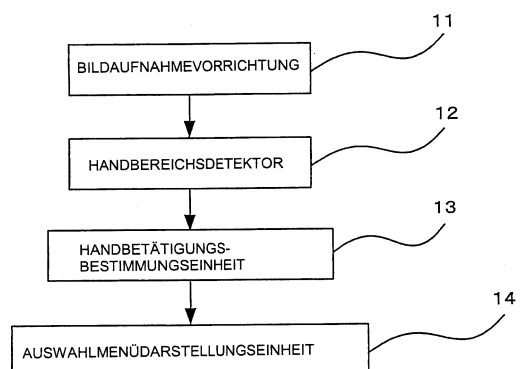 11
BILDAUFNAHMEVORRICHTUNG
12
HANDBEREICHSDETEKTOR
13
HANDBETÄTIGUNGS-
BESTIMMUNGSEINHEIT
14
AUSWAHLMENÜDARSTELLUNGSEINHEIT